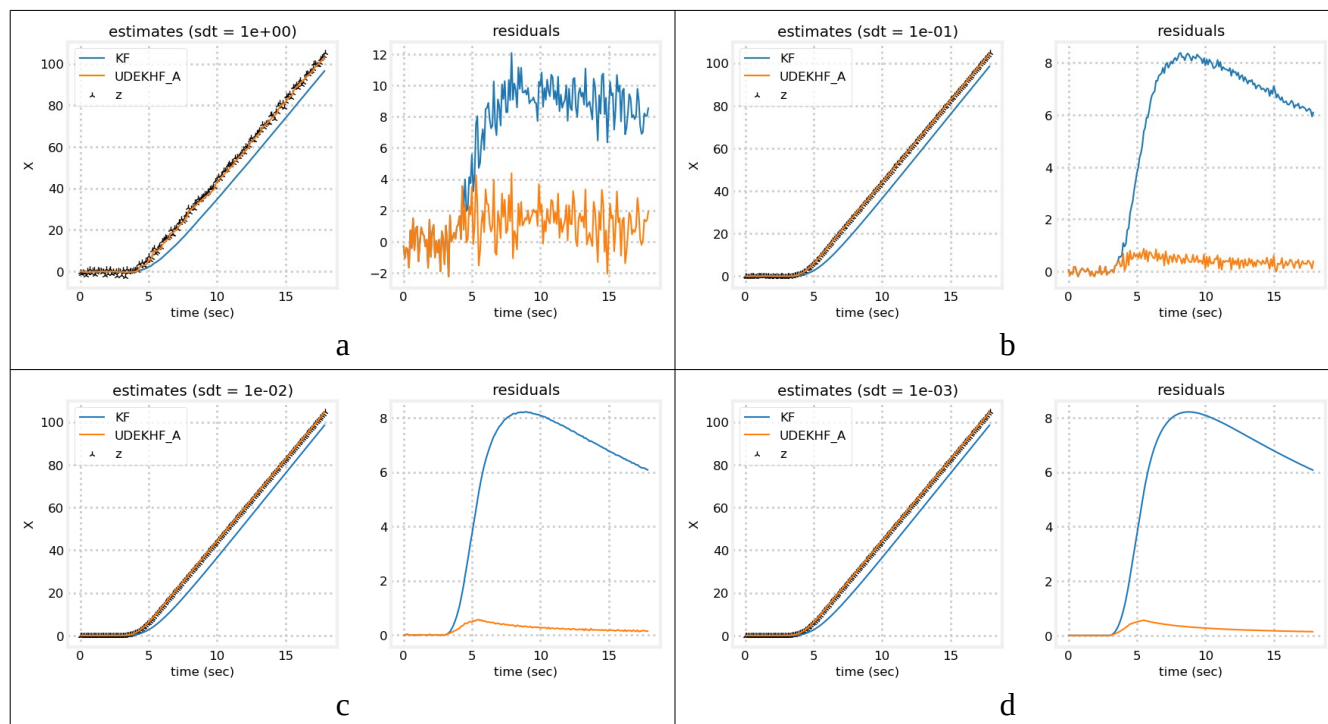 estimates (sdt = 1e+00)
residuals
KF
UDEKHF_A
z
X
100
80
60
40
20
0
0
5
10
15
time (sec)
12
10
8
6
4
2
0
−2
0
5
10
15
time (sec)
a
estimates (sdt = 1e-01)
residuals
KF
UDEKHF_A
z
X
100
80
60
40
20
0
0
5
10
15
time (sec)
8
6
4
2
0
0
5
10
15
time (sec)
b
estimates (sdt = 1e-02)
residuals
KF
UDEKHF_A
z
X
100
80
60
40
20
0
0
5
10
15
time (sec)
8
6
4
2
0
0
5
10
15
time (sec)
c
estimates (sdt = 1e-03)
residuals
KF
UDEKHF_A
z
X
100
80
60
40
20
0
0
5
10
15
time (sec)
8
6
4
2
0
0
5
10
15
time (sec)
d